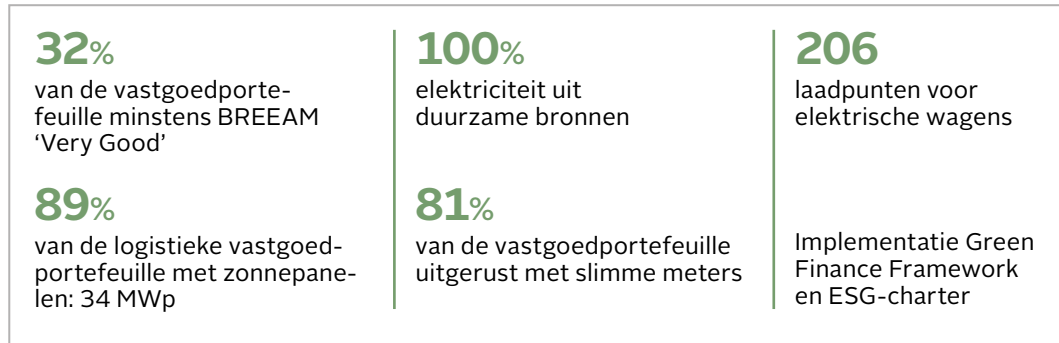 32%
van de vastgoedporte-
feuille minstens BREEAM
‘Very Good’
89%
van de logistieke vastgoed-
portefeuille met zonnepane-
len: 34 MWp
100%
elektriciteit uit
duurzame bronnen
81%
van de vastgoedportefeuille
uitgerust met slimme meters
206
laadpunten voor
elektrische wagens
Implementatie Green
Finance Framework
en ESG-charter